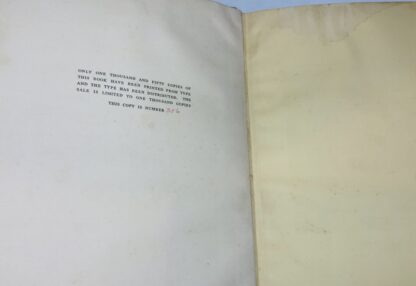 ONLY ONE THOUSAND AND FIFTY COPIES OF
THIS BOOK HAVE BEEN PRINTED FROM TYPE
AND THE TYPE HAS BEEN DISTRIBUTED. THE
SALE IS LIMITED TO ONE THOUSAND COPIES
THIS COPY IS NUMBER